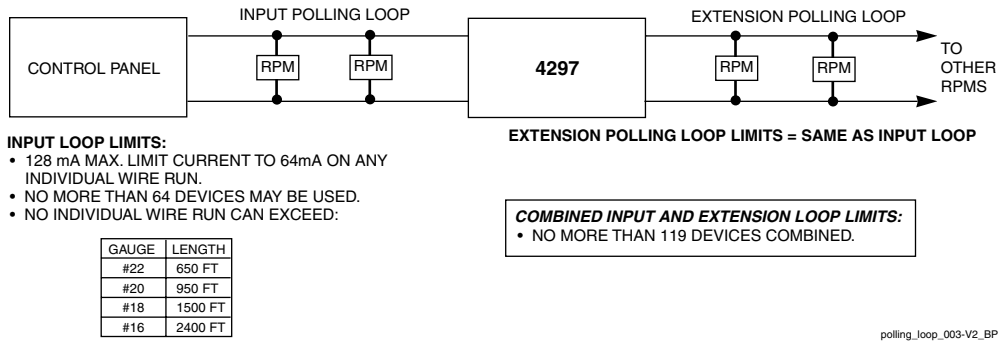 INPUT POLLING LOOP
EXTENSION POLLING LOOP
CONTROL PANEL
RPM
RPM
4297
RPM
RPM
TO
OTHER
RPMS
INPUT LOOP LIMITS:
• 128 mA MAX. LIMIT CURRENT TO 64mA ON ANY
INDIVIDUAL WIRE RUN.
• NO MORE THAN 64 DEVICES MAY BE USED.
• NO INDIVIDUAL WIRE RUN CAN EXCEED:
GAUGE LENGTH
#22 650 FT
#20 950 FT
#18 1500 FT
#16 2400 FT
EXTENSION POLLING LOOP LIMITS = SAME AS INPUT LOOP
COMBINED INPUT AND EXTENSION LOOP LIMITS:
• NO MORE THAN 119 DEVICES COMBINED.
polling_loop_003-V2_BP